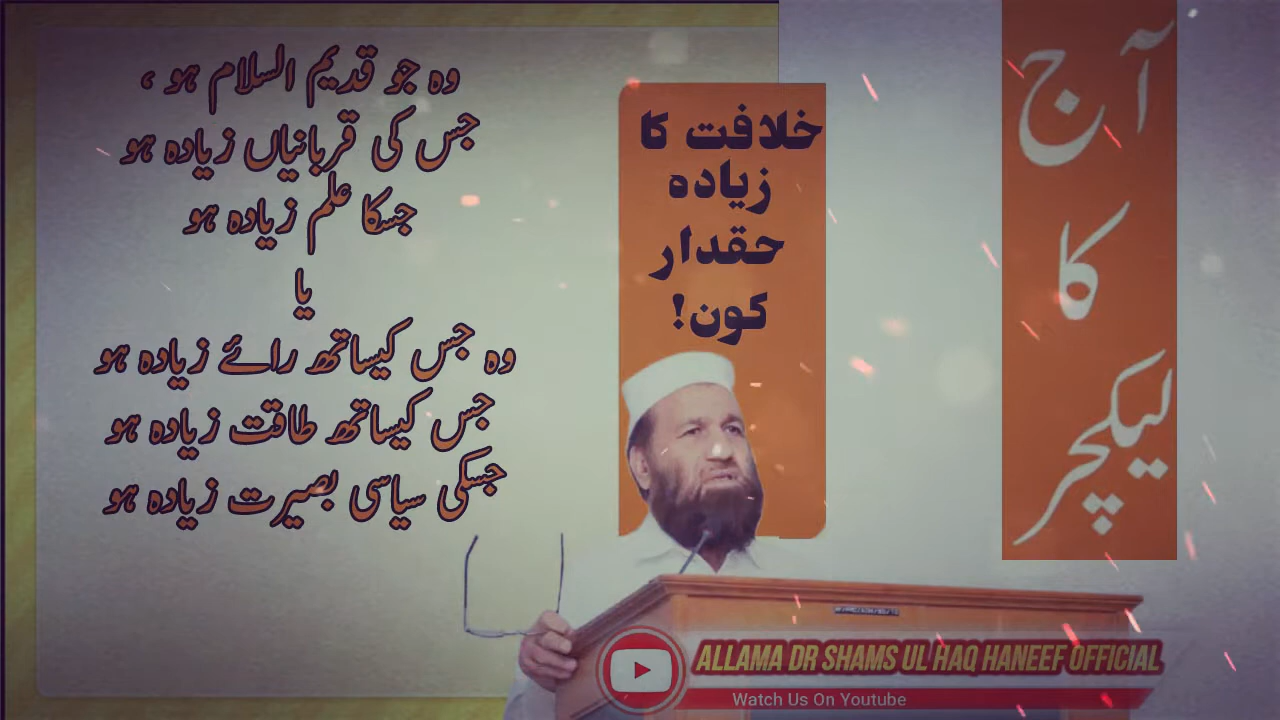 آج
کا
لیکچر
خلافت کا
زیادہ
حقدار
کون!
وہ جو قدیم السلام ہو ،
جس کی قربانیاں زیادہ ہو
جسکا علم زیادہ ہو
یا
وہ جس کیساتھ رائے زیادہ ہو
جس کیساتھ طاقت زیادہ ہو
جسکی سیاسی بصیرت زیادہ ہو
ALLAMA DR SHAMS UL HAQ HANEEF OFFICIAL
Watch Us On Youtube